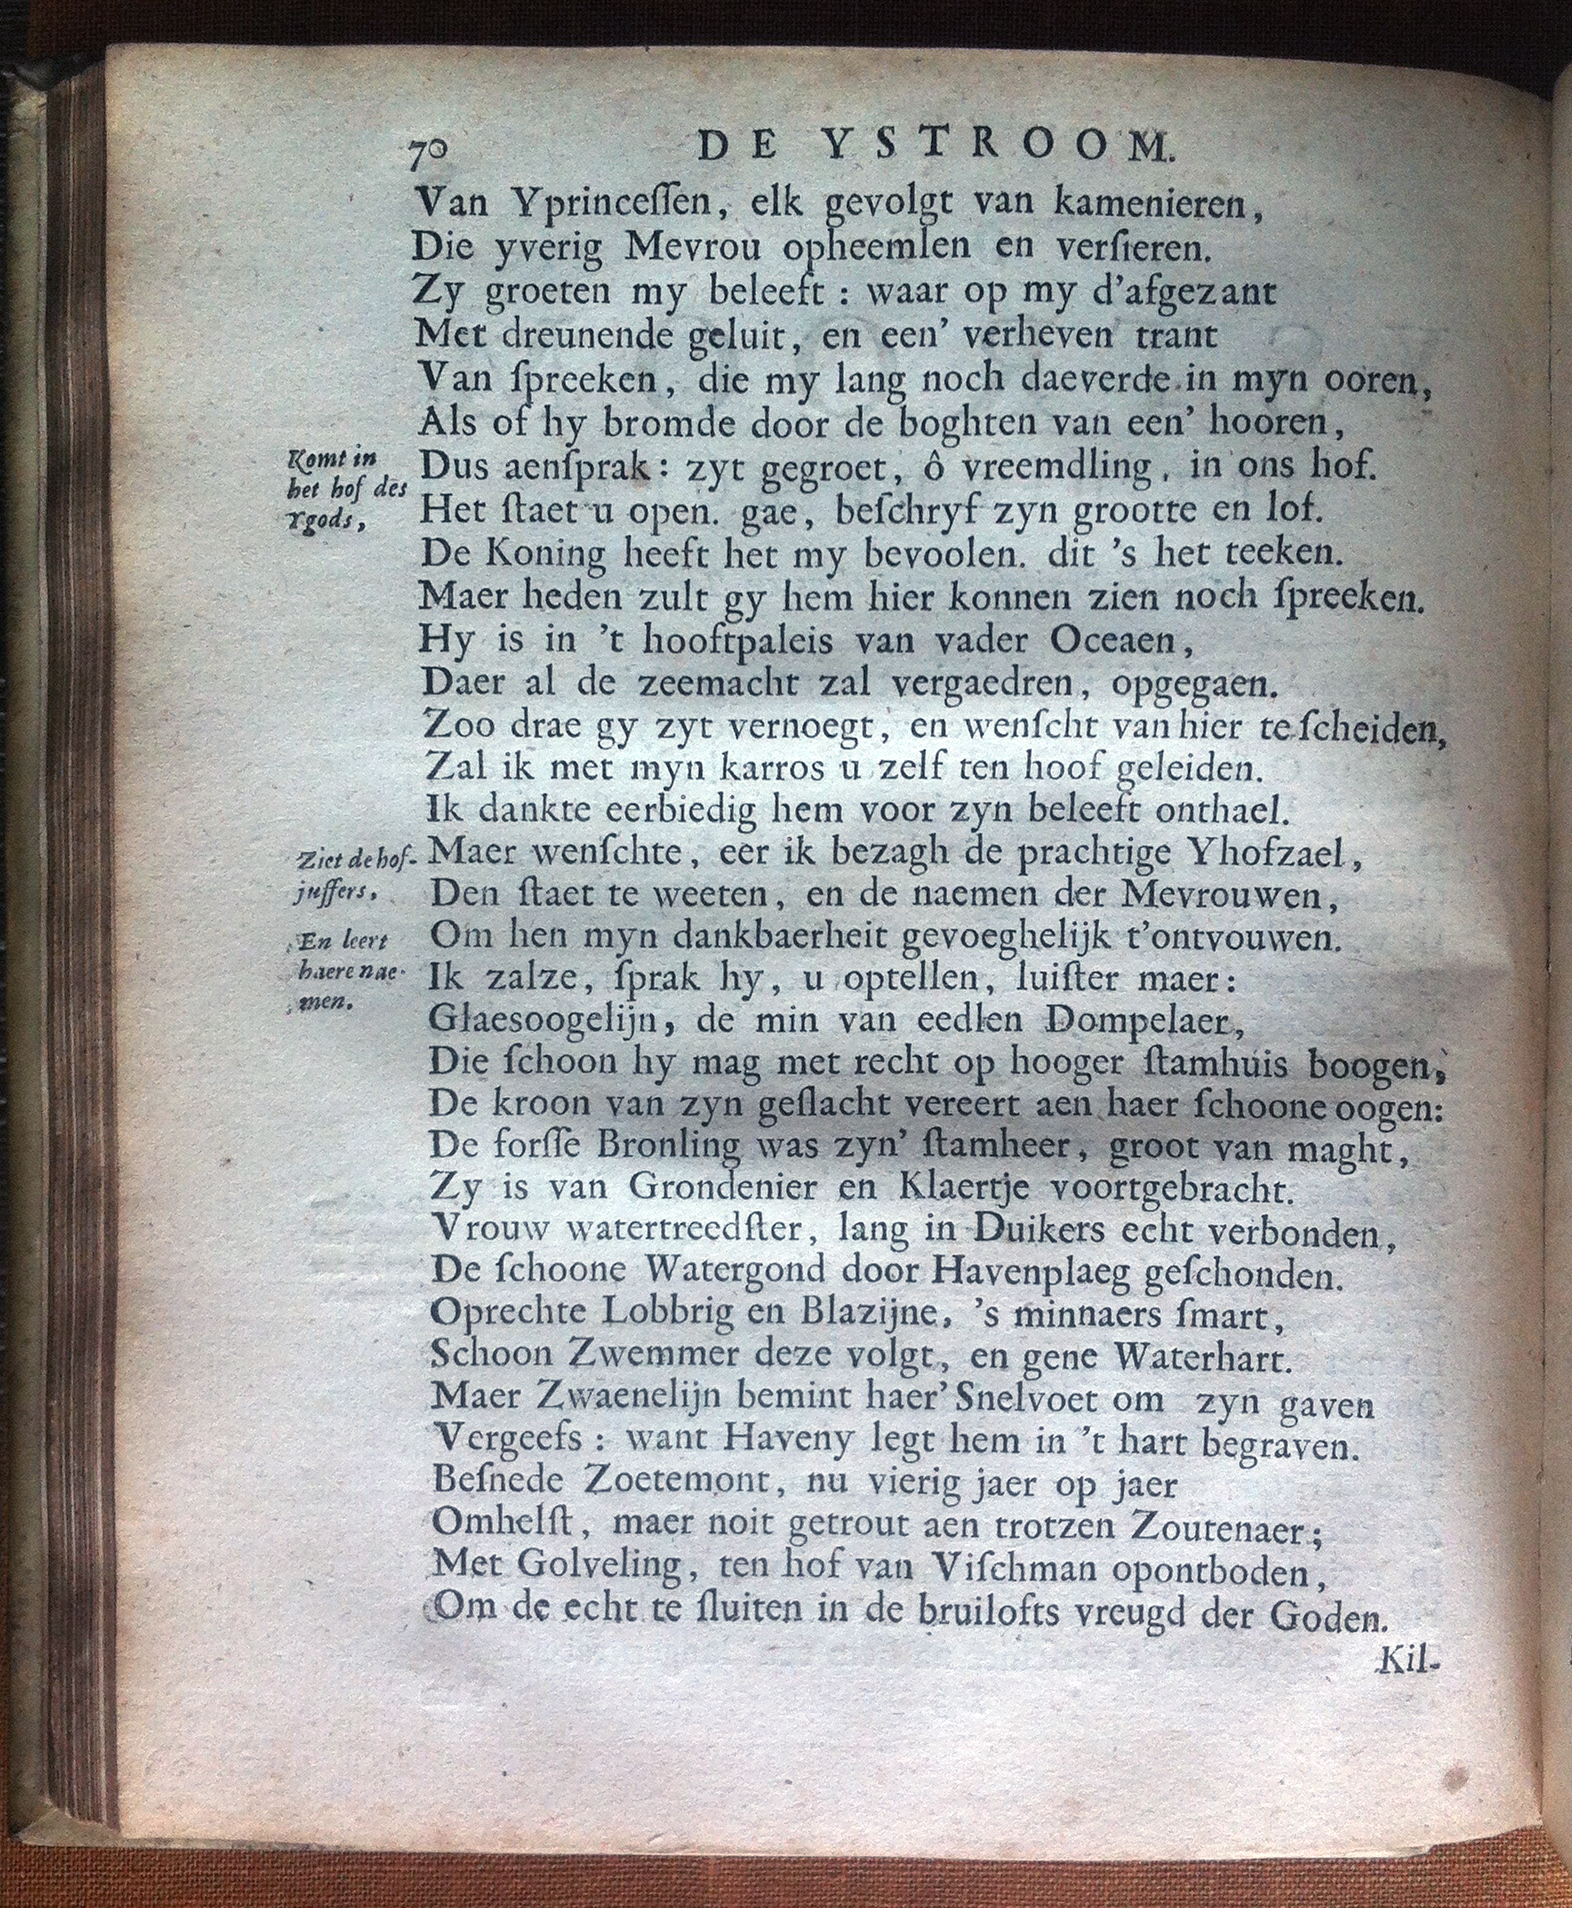 70 DE YSTROOM.
Van Yprinceſſen, elk gevolgt van kamenieren,
Die yverig Mevrou opheemlen en verſieren.
Zy groeten my beleeft : waar op my d'afgezant
Met dreunende geluit, en een' verheven trant
Van ſpreeken, die my lang noch daeverde in myn ooren,
Als of hy bromde door de boghten van een' hooren,
Komt in
het hof des
Ygods,
Dus aenſprak: zyt gegroet, ô vreemdling, in ons hof.
Het ſtaet u open. gae, beſchryf zyn grootte en lof.
De Koning heeft het my bevoolen. dit 's het teeken.
Maer heden zult gy hem hier konnen zien noch ſpreeken.
Hy is in 't hooftpaleis van vader Oceaen,
Daer al de zeemacht zal vergaedren, opgegaen.
Zoo drae gy zyt vernoegt, en wenſcht van hier te ſcheiden,
Zal ik met myn karros u zelf ten hoof geleiden.
Ik dankte eerbiedig hem voor zyn beleeft onthael.
Ziet de hof-
juffers,
Maer wenſchte, eer ik bezagh de prachtige Yhofzael,
Den ſtaet te weeten, en de naemen der Mevrouwen,
En leert
haere nae-
men.
Om hen myn dankbaerheit gevoeghelijk t'ontvouwen.
Ik zalze, ſprak hy, u optellen, luiſter maer:
Glaesoogelijn, de min van eedlen Dompelaer,
Die ſchoon hy mag met recht op hooger ſtamhuis boogen,
De kroon van zyn geſlacht vereert aen haer ſchoone oogen:
De forſſe Bronling was zyn' ſtamheer, groot van maght,
Zy is van Grondenier en Klaertje voortgebracht.
Vrouw watertreedſter, lang in Duikers echt verbonden,
De ſchoone Watergond door Havenplaeg geſchonden.
Oprechte Lobbrig en Blazijne, 's minnaers ſmart,
Schoon Zwemmer deze volgt, en gene Waterhart.
Maer Zwaenelijn bemint haer' Snelvoet om zyn gaven
Vergeefs : want Haveny legt hem in 't hart begraven.
Beſnede Zoetemont, nu vierig jaer op jaer
Omhelſt, maer noit getrout aen trotzen Zoutenaer;
Met Golveling, ten hof van Viſchman opontboden,
Om de echt te ſluiten in de bruilofts vreugd der Goden.
Kil-